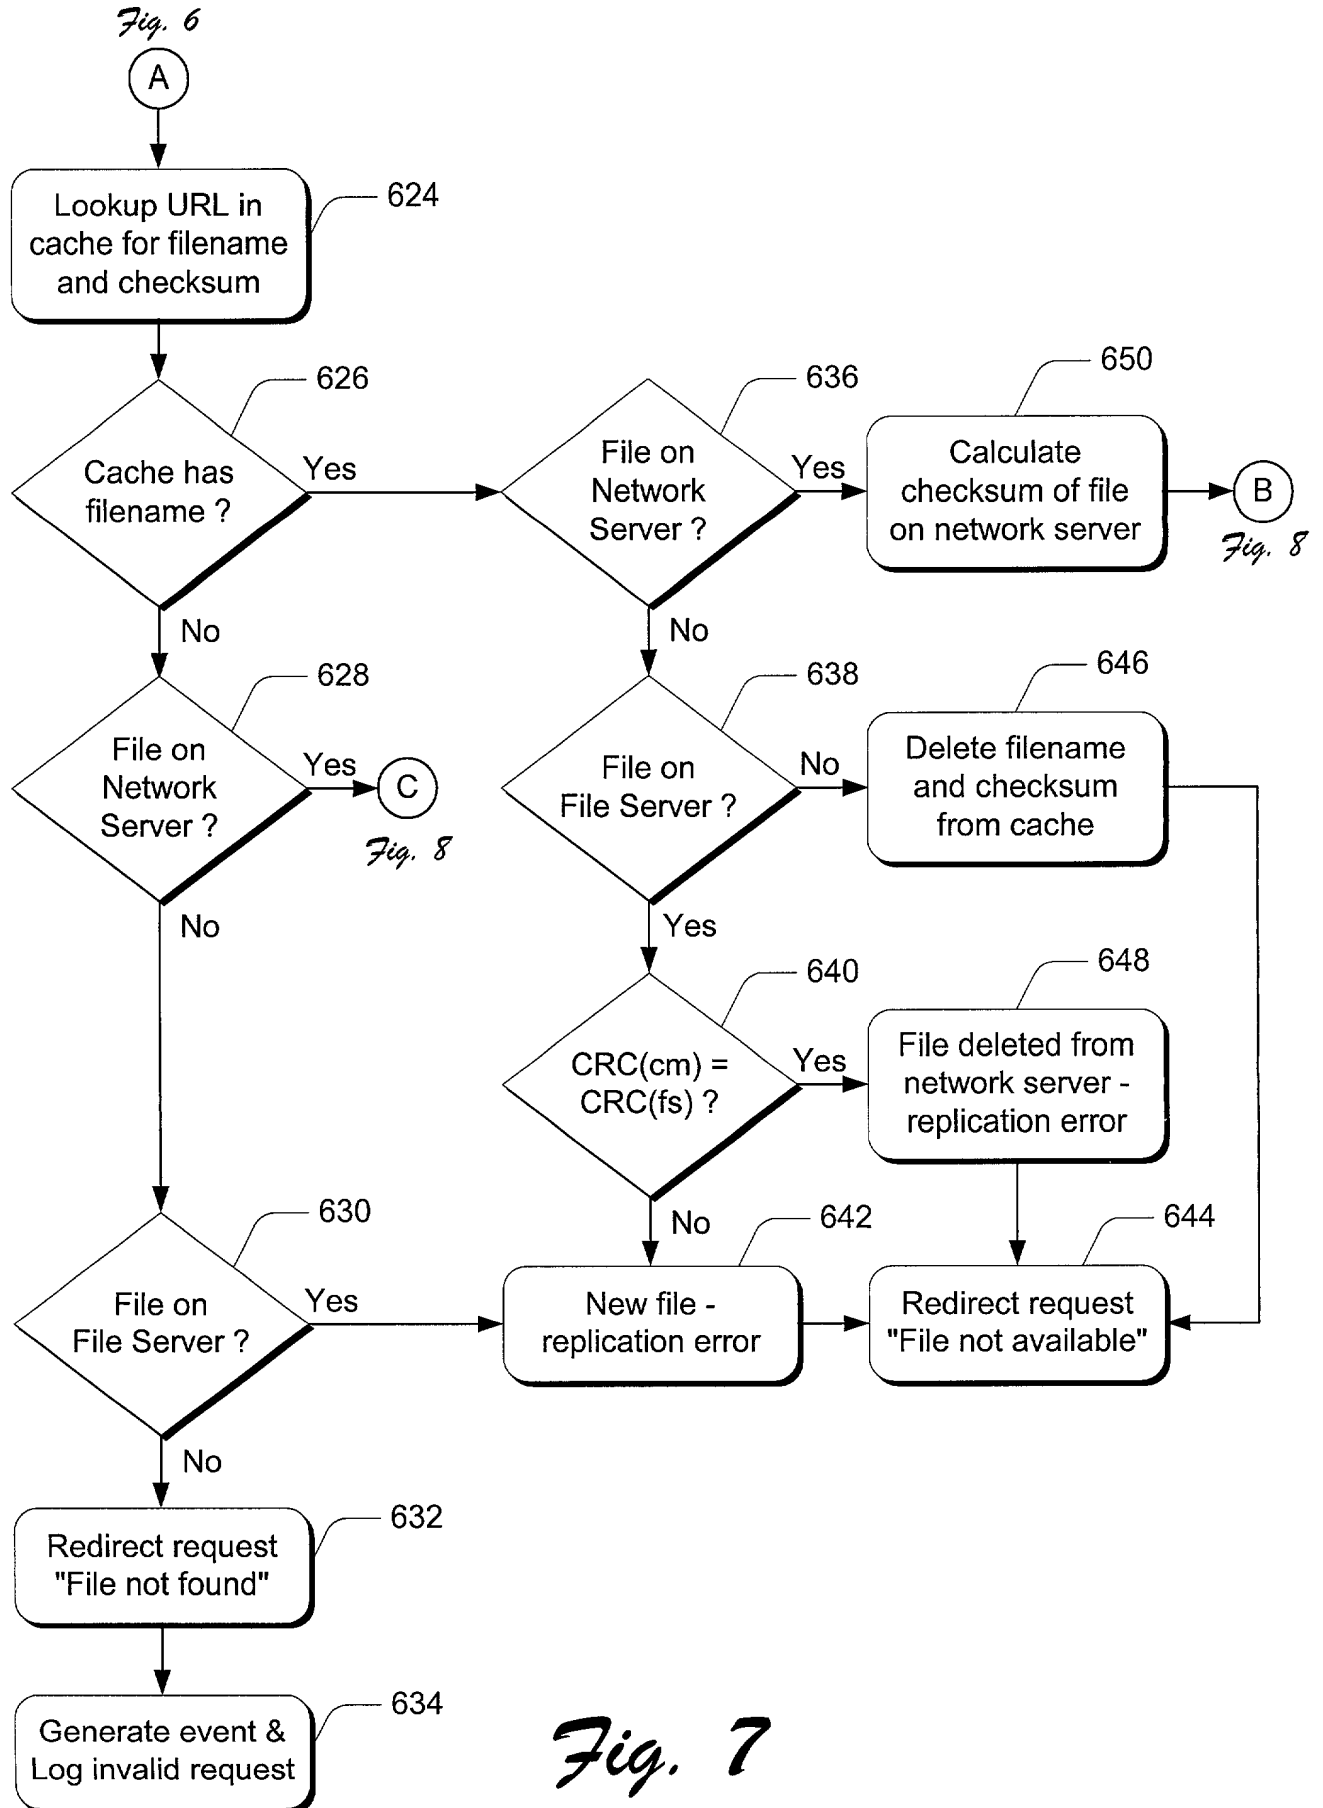 Fig. 6
A
Lookup URL in
cache for filename
and checksum
624
Cache has
filename ?
626
Yes
No
File on
Network
Server ?
636
Yes
No
Calculate
checksum of file
on network server
650
B
Fig. 8
File on
Network
Server ?
628
Yes
No
C
Fig. 8
File on
File Server ?
638
No
Yes
Delete filename
and checksum
from cache
646
CRC(cm) =
CRC(fs) ?
640
Yes
No
File deleted from
network server -
replication error
648
File on
File Server ?
630
Yes
No
New file -
replication error
642
Redirect request
"File not available"
644
Redirect request
"File not found"
632
Generate event &
Log invalid request
634
Fig. 7